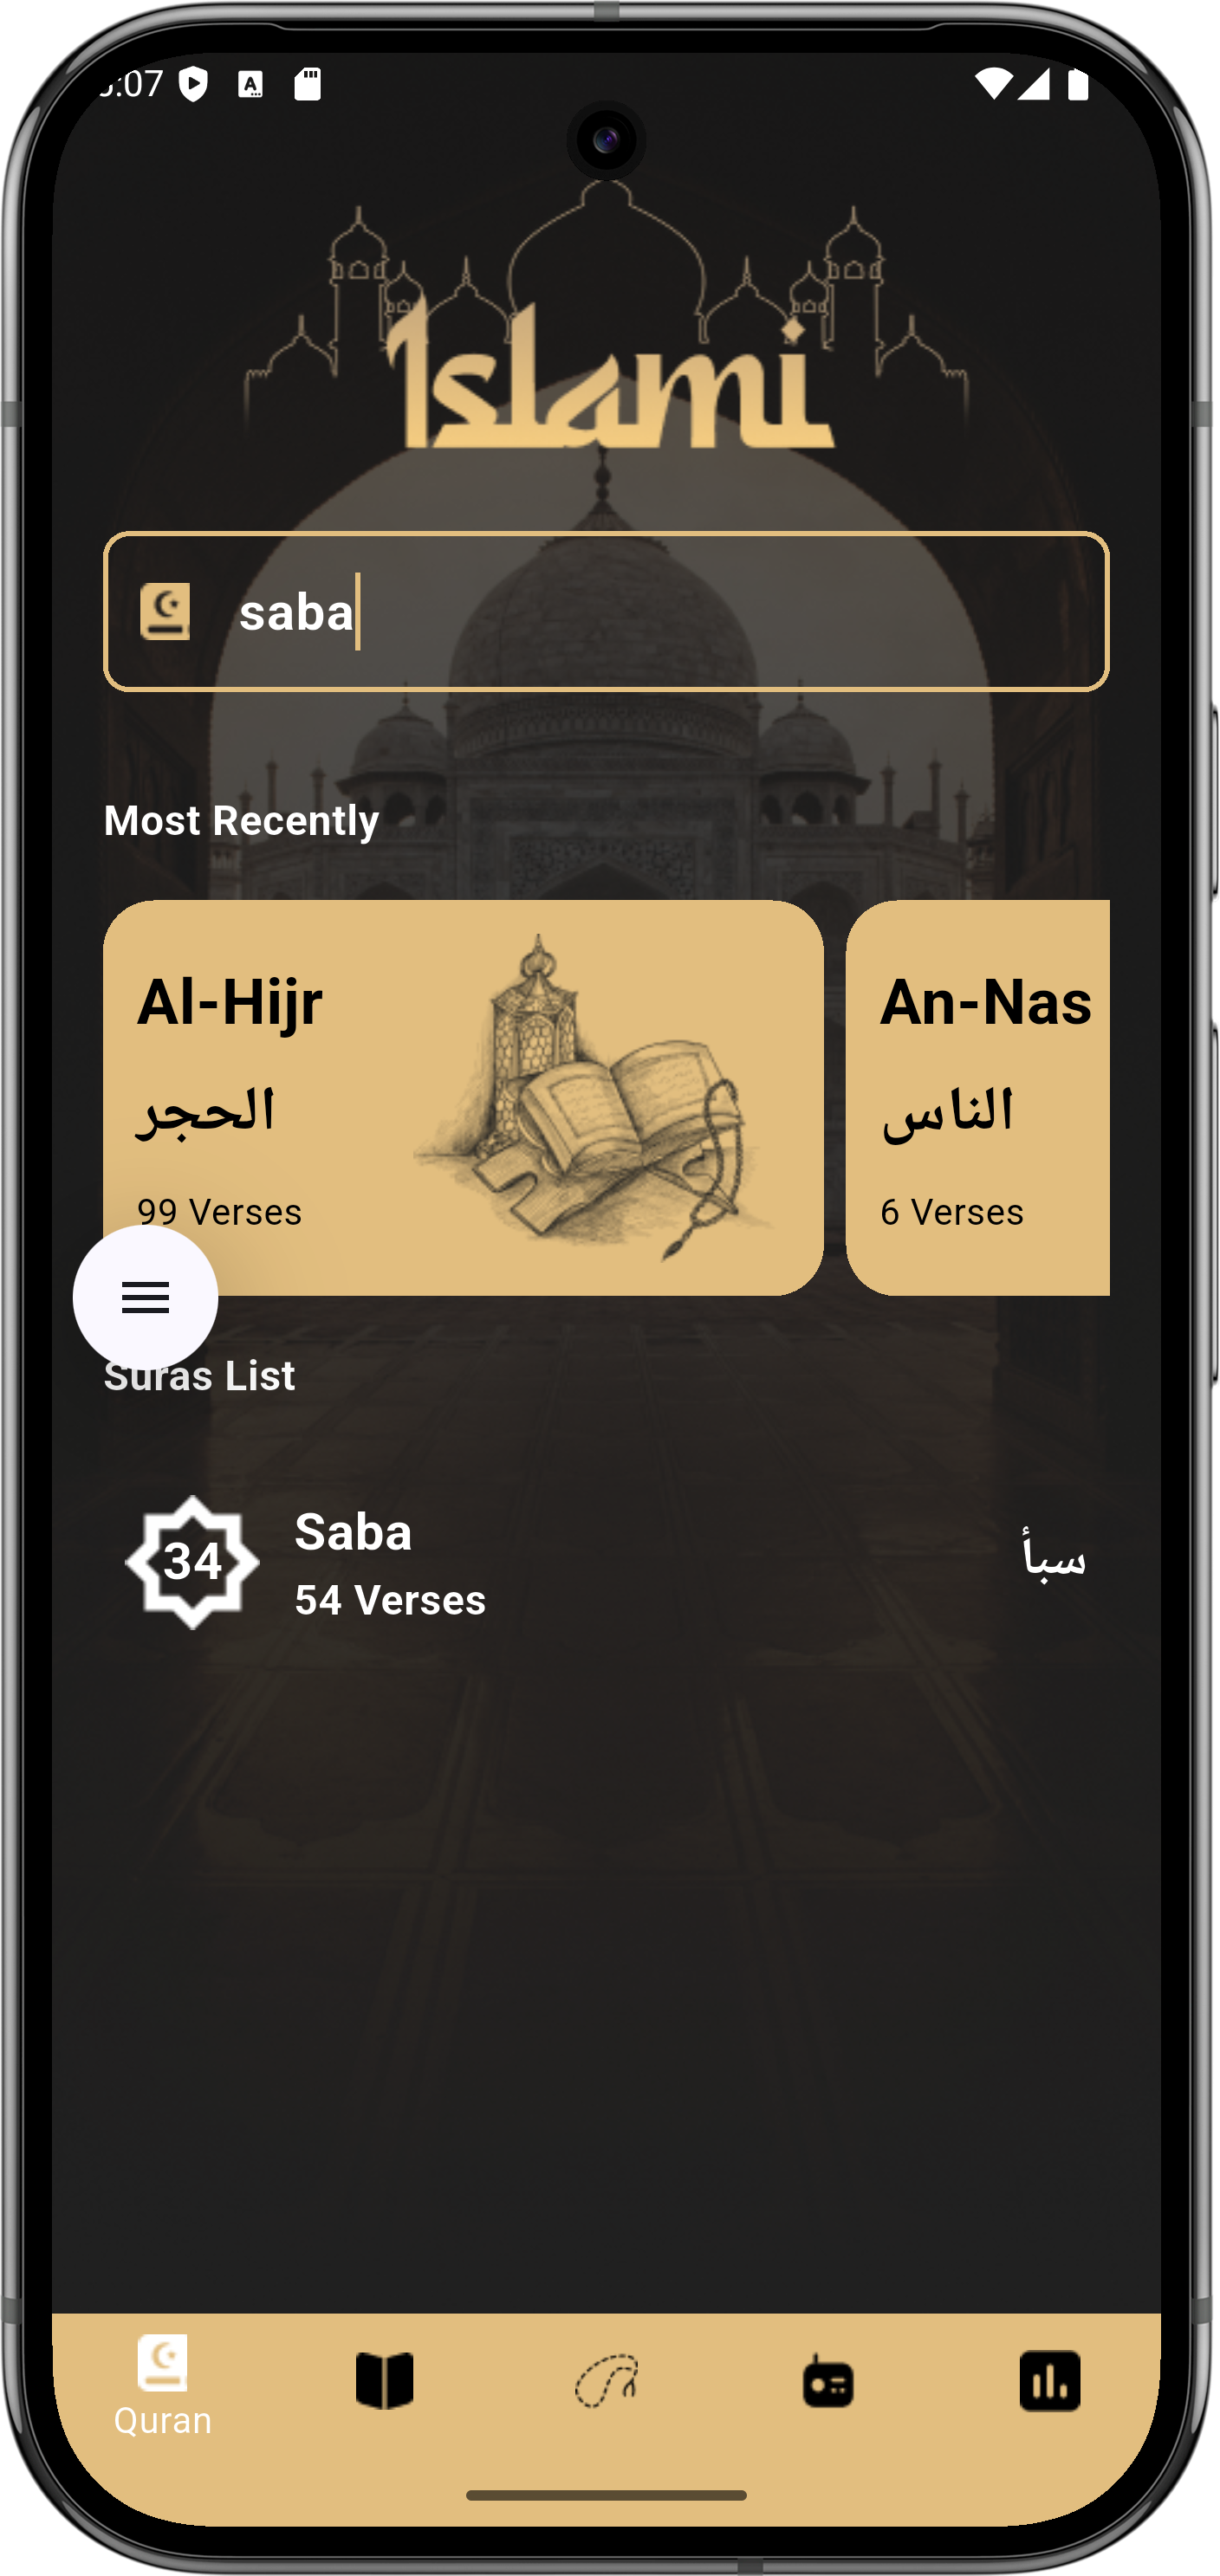 :07
Islami
saba
Most Recently
Al-Hijr
الحجر
99 Verses
An-Nas
الناس
6 Verses
Suras List
34
Saba
54 Verses
سبأ
Quran